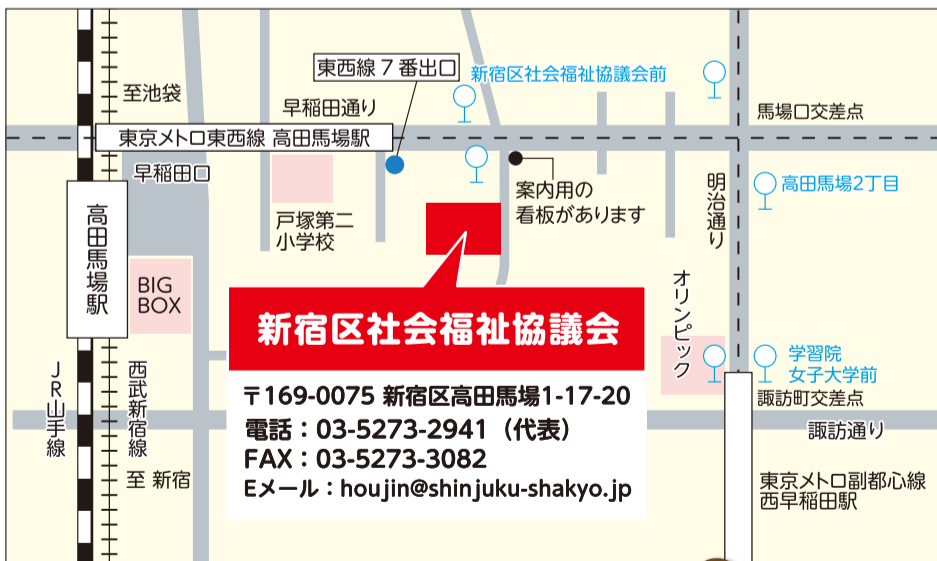 東西線 7 番出口
新宿区社会福祉協議会前
至池袋
早稲田通り
馬場口交差点
東京メトロ東西線 高田馬場駅
早稲田口
案内用の
看板があります
明治通り
高田馬場2丁目
戸塚第二
小学校
高田馬場駅
BIG
BOX
オリンピック
新宿区社会福祉協議会
学習院
女子大学前
JR山手線
西武新宿線
〒169-0075 新宿区高田馬場1-17-20
諏訪町交差点
電話：03-5273-2941（代表）
諏訪通り
FAX：03-5273-3082
至 新宿
Eメール：houjin@shinjuku-shakyo.jp
東京メトロ副都心線
西早稲田駅